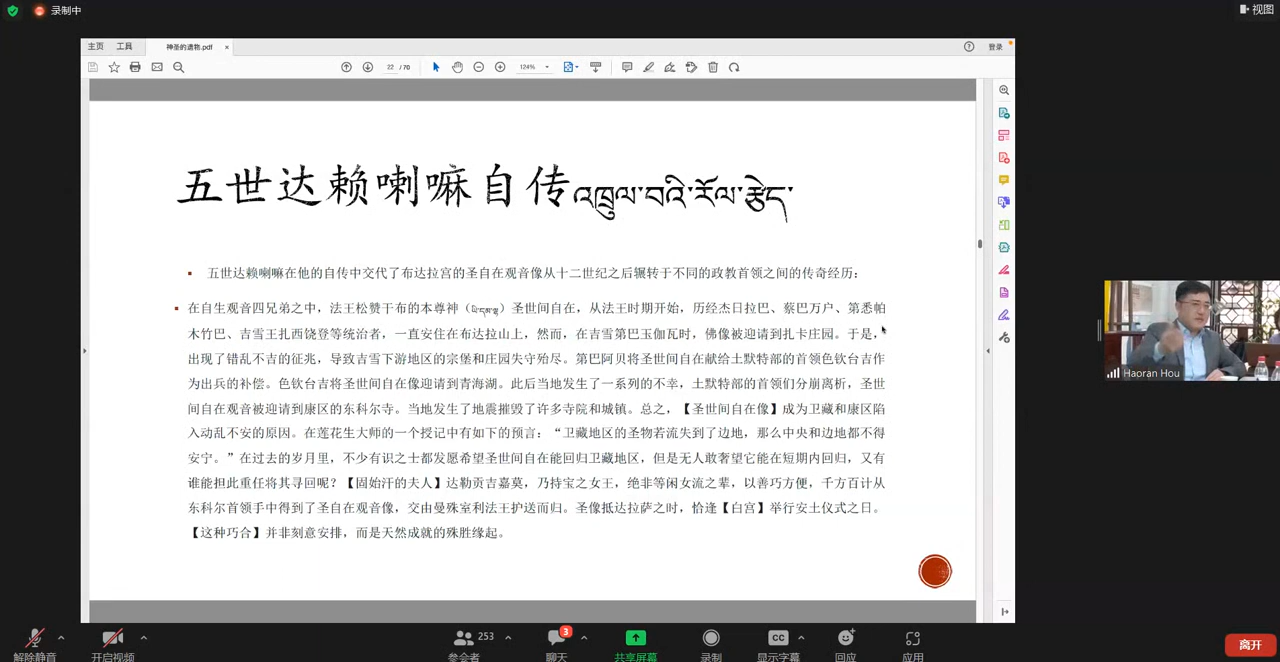 录制中
视图
主页 工具 神圣的遗物.pdf × 登录
22 / 70 124%
五世达赖喇嘛自传འཁྲུལ་བའི་རོལ་རྩེད་
▪ 五世达赖喇嘛在他的自传中交代了布达拉宫的圣自在观音像从十二世纪之后辗转于不同的政教首领之间的传奇经历：
▪ 在自生观音四兄弟之中，法王松赞干布的本尊神（）圣世间自在，从法王时期开始，历经杰日拉巴、蔡巴万户、第悉帕
木竹巴、吉雪王扎西饶登等统治者，一直安住在布达拉山上，然而，在吉雪第巴玉伽瓦时，佛像被迎请到扎卡庄园。于是，
出现了错乱不吉的征兆，导致吉雪下游地区的宗堡和庄园失守殆尽。第巴阿贝将圣世间自在献给土默特部的首领色钦台吉作
为出兵的补偿。色钦台吉将圣世间自在像迎请到青海湖。此后当地发生了一系列的不幸，土默特部的首领们分崩离析，圣世
间自在观音被迎请到康区的东科尔寺。当地发生了地震摧毁了许多寺院和城镇。总之，【圣世间自在像】成为卫藏和康区陷
入动乱不安的原因。在莲花生大师的一个授记中有如下的预言：“卫藏地区的圣物若流失到了边地，那么中央和边地都不得
安宁。”在过去的岁月里，不少有识之士都发愿希望圣世间自在能回归卫藏地区，但是无人敢奢望它能在短期内回归，又有
谁能担此重任将其寻回呢？【固始汗的夫人】达勒贡吉嘉莫，乃持宝之女王，绝非等闲女流之辈，以善巧方便，千方百计从
东科尔首领手中得到了圣自在观音像，交由曼殊室利法王护送而归。圣像抵达拉萨之时，恰逢【白宫】举行安土仪式之日。
【这种巧合】并非刻意安排，而是天然成就的殊胜缘起。
Haoran Hou
253 3 CC
解除静音 开启视频 参会者 聊天 共享屏幕 录制 显示字幕 回应 应用 离开